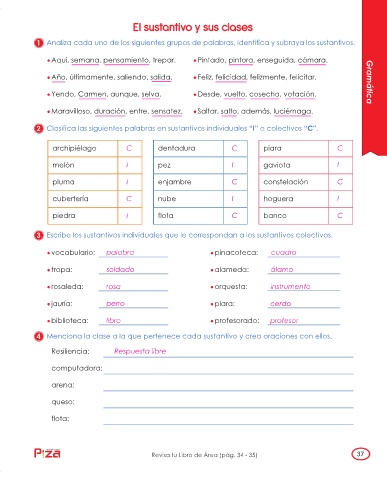 El sustantivo y sus clases
1 Analiza cada uno de los siguientes grupos de palabras, identifica y subraya los sustantivos.
• Aquí, semana, pensamiento, trepar. • Pintado, pintora, enseguida, cámara.
• Año, últimamente, saliendo, salida. • Feliz, felicidad, felizmente, felicitar.
• Yendo, Carmen, aunque, selva. • Desde, vuelto, cosecha, votación.
• Maravilloso, duración, entre, sensatez. • Saltar, salto, además, luciérnaga.
Gramática
2 Clasifica las siguientes palabras en sustantivos individuales “I” o colectivos “C”.
archipiélago C dentadura C piara C
melón I pez I gaviota I
pluma I enjambre C constelación C
cubertería C nube I hoguera I
piedra I flota C banco C
3 Escribe los sustantivos individuales que le correspondan a los sustantivos colectivos.
• vocabulario: palabra • pinacoteca: cuadro
• tropa: soldado • alameda: álamo
• rosaleda: rosa • orquesta: instrumento
• jauría: perro • piara: cerdo
• biblioteca: libro • profesorado: profesor
4 Menciona la clase a la que pertenece cada sustantivo y crea oraciones con ellos.
Resiliencia: Respuesta libre
computadora:
arena:
queso:
flota:
Piza Revisa tu Libro de Área (pág. 34 - 35) 37